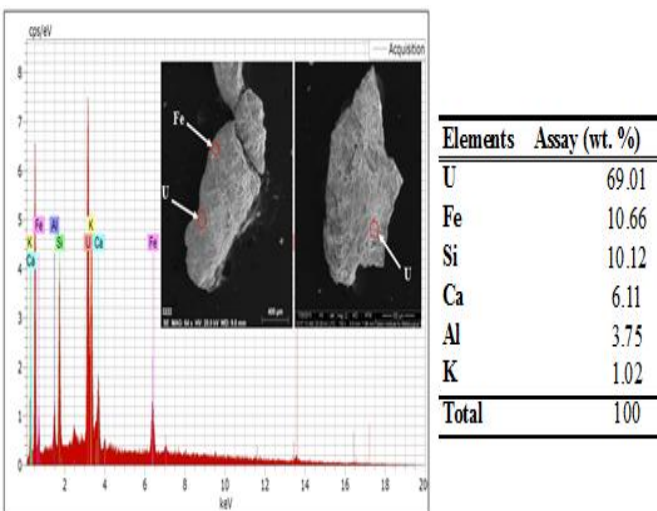 cps/eV
Acquisition
8
7
6
5
4
3
2
1
0
Fe
Al
K
K
Si
U
Ca
Fe
Ca
Fe
U
U
2 4 6 8 10 12 14 16 18 20
keV
Elements Assay (wt. %)
U 69.01
Fe 10.66
Si 10.12
Ca 6.11
Al 3.75
K 1.02
Total 100